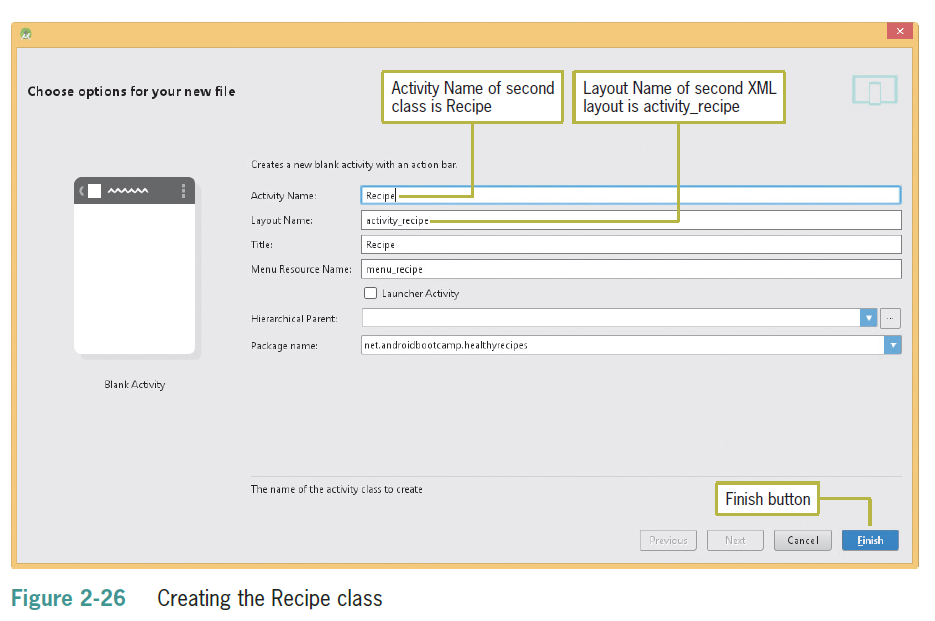 Choose options for your new file
Activity Name of second
class is Recipe
Layout Name of second XML
layout is activity_recipe
Creates a new blank activity with an action bar.
Activity Name:
Recipe
Layout Name:
activity_recipe
Title:
Recipe
Menu Resource Name:
menu_recipe
Launcher Activity
Hierarchical Parent:
...
Package name:
net.androidbootcamp.healthyrecipes
Blank Activity
The name of the activity class to create
Finish button
Previous
Next
Cancel
Finish
Figure 2-26 Creating the Recipe class